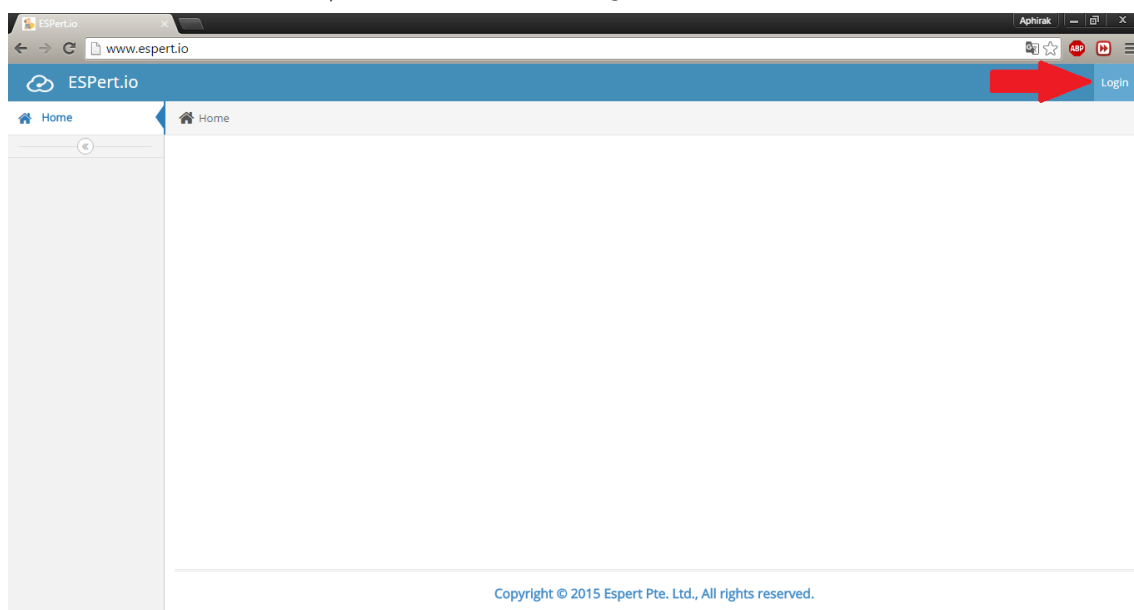 ESPert.io
Aphirak
www.espert.io
ABP
ESPert.io
Login
Home
Home
Copyright © 2015 Espert Pte. Ltd., All rights reserved.